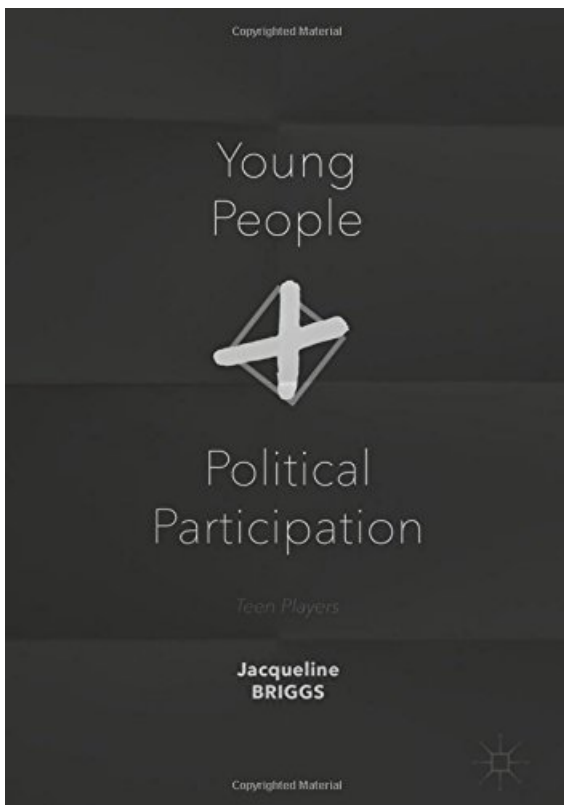 Copyrighted Material
Young
People
Political
Participation
Teen Players
Jacqueline
BRIGGS
Copyrighted Material